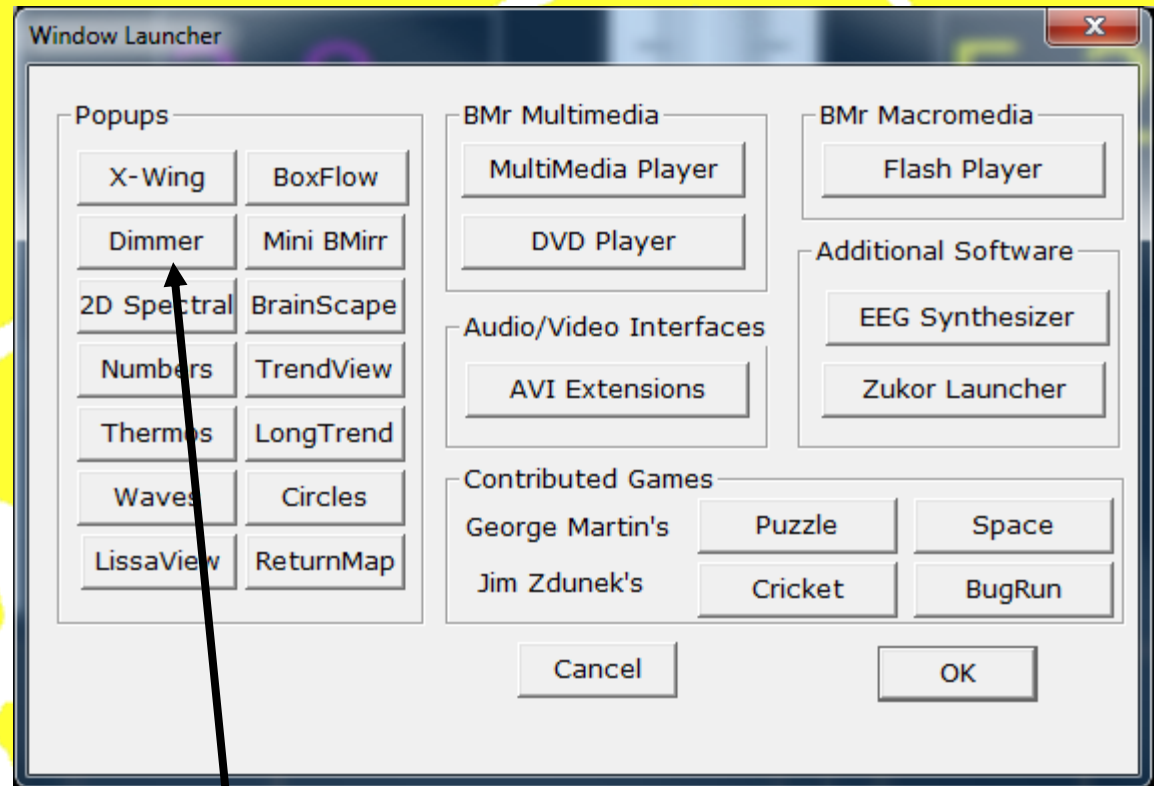 Window Launcher
x
Popups
X-Wing BoxFlow
Dimmer Mini BMirr
2D Spectral BrainScape
Numbers TrendView
Thermos LongTrend
Waves Circles
LissaView ReturnMap
BMr Multimedia
MultiMedia Player
DVD Player
Audio/Video Interfaces
AVI Extensions
BMr Macromedia
Flash Player
Additional Software
EEG Synthesizer
Zukor Launcher
Contributed Games
George Martin's Puzzle Space
Jim Zdunek's Cricket BugRun
Cancel OK